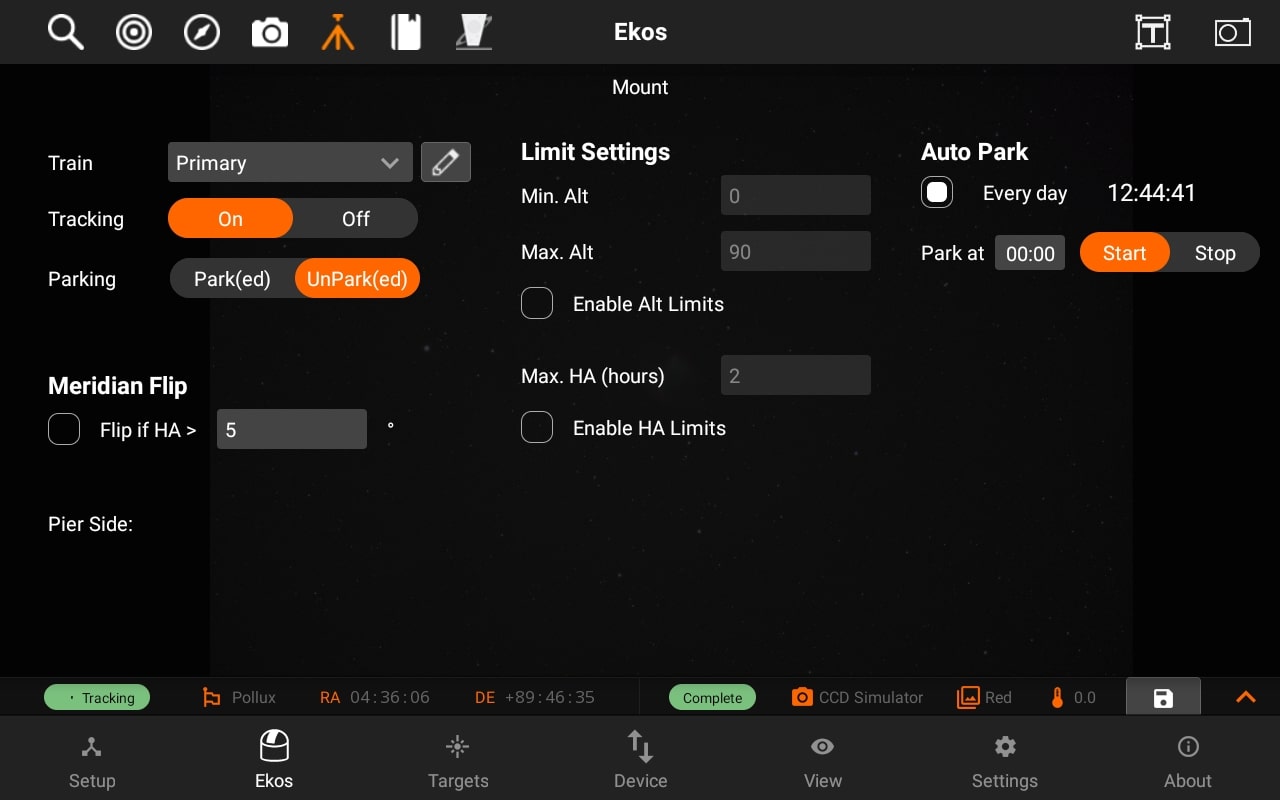 Ekos
Mount
Train
Primary
Tracking
On
Off
Parking
Park(ed)
UnPark(ed)
Meridian Flip
Flip if HA >
5
°
Pier Side:
Limit Settings
Min. Alt
0
Max. Alt
90
Enable Alt Limits
Max. HA (hours)
2
Enable HA Limits
Auto Park
Every day
12:44:41
Park at
00:00
Start
Stop
Tracking
Pollux
RA 04:36:06
DE +89:46:35
Complete
CCD Simulator
Red
0.0
Setup
Ekos
Targets
Device
View
Settings
About